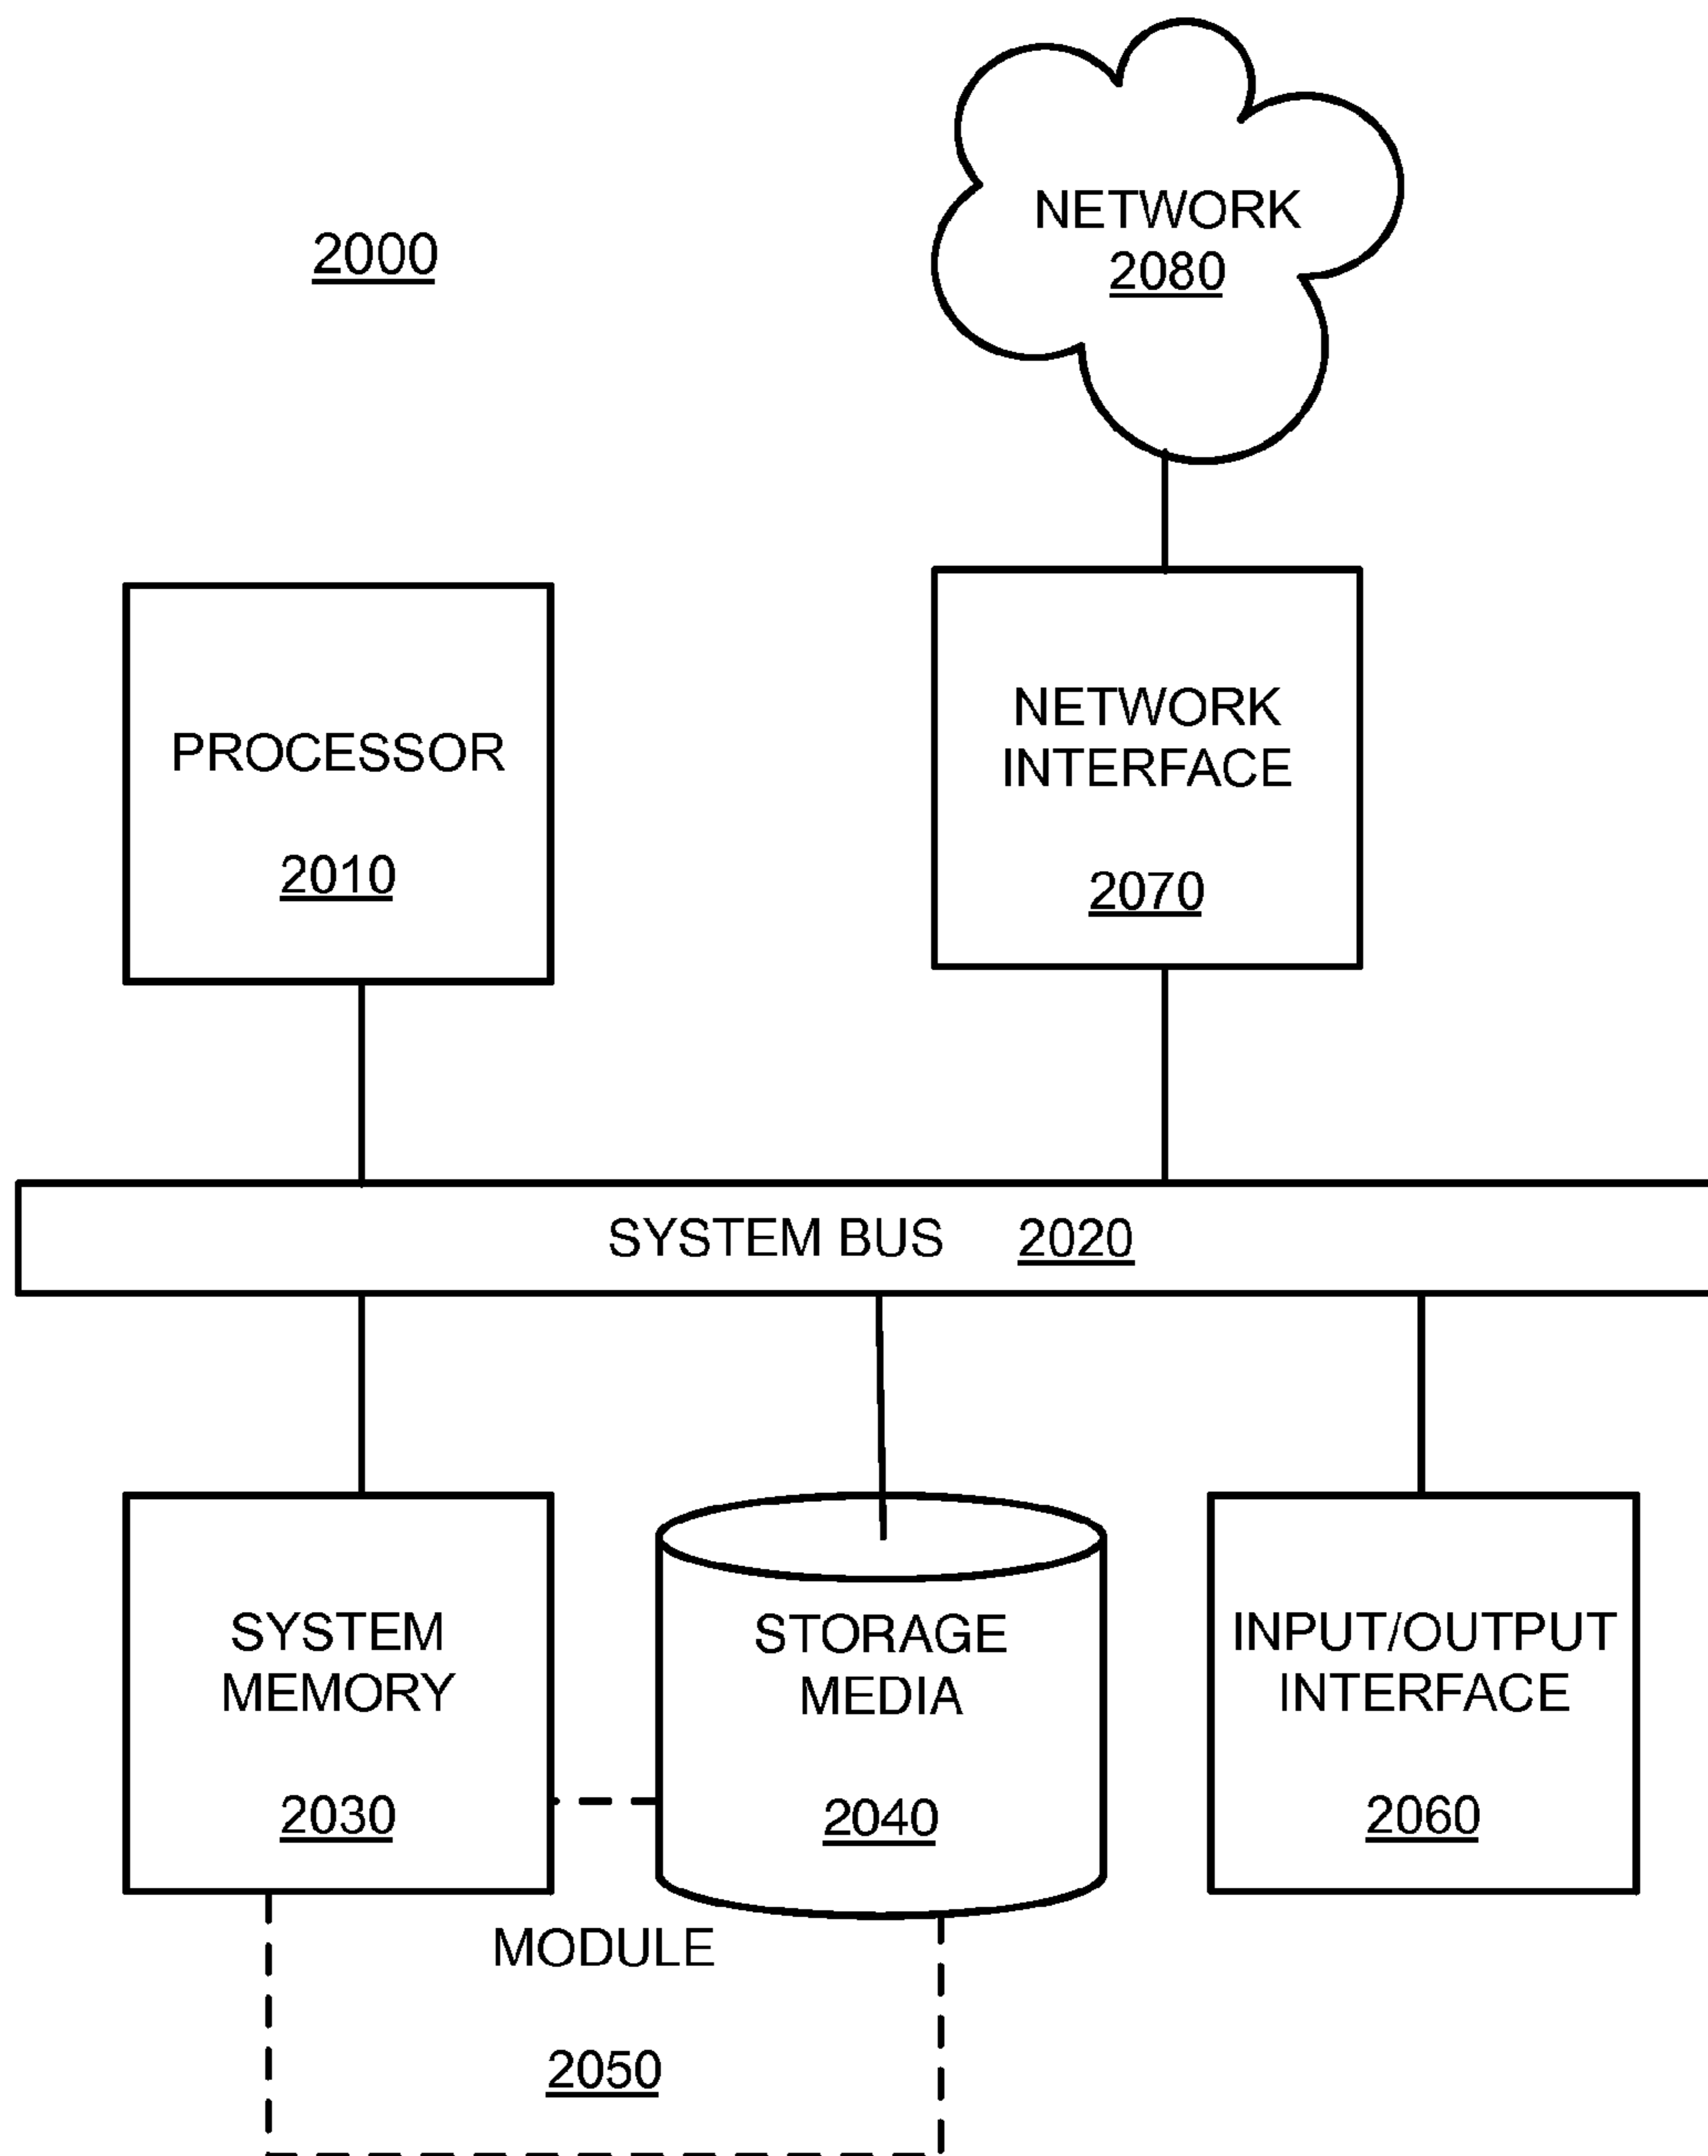 NETWORK
2080
2000
PROCESSOR
2010
NETWORK
INTERFACE
2070
SYSTEM BUS 2020
SYSTEM
MEMORY
2030
STORAGE
MEDIA
2040
INPUT/OUTPUT
INTERFACE
2060
MODULE
2050